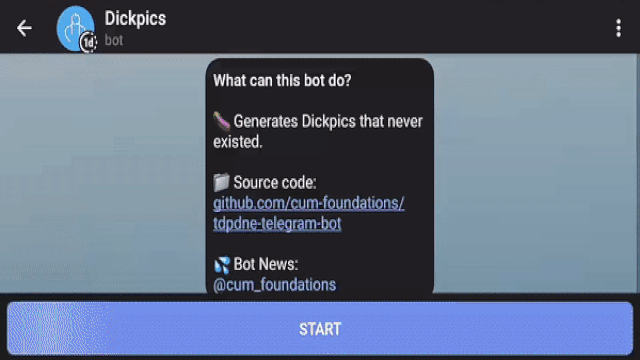 Dickpics
1d
bot
What can this bot do?
🍆 Generates Dickpics that never
existed.
📁 Source code:
github.com/cum-foundations/
tdpdne-telegram-bot
💦 Bot News:
@cum_foundations
START